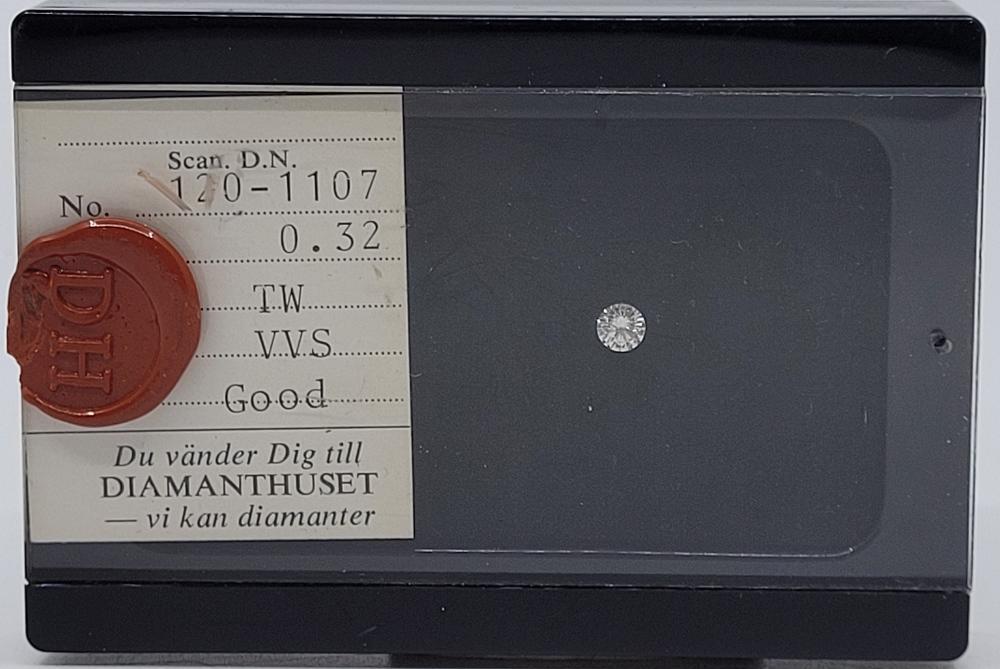 Scan. D.N.
No. 120-1107
0.32
TW
VVS
Good
DH
Du vänder Dig till
DIAMANTHUSET
— vi kan diamanter